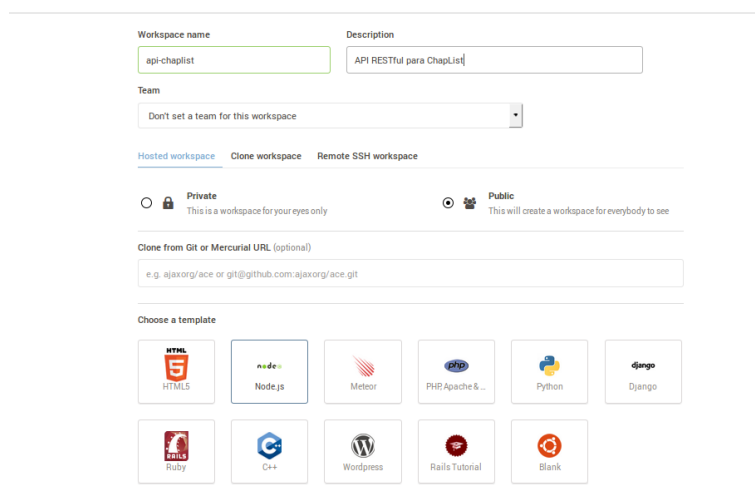 Workspace name Description
api-chaplist API RESTful para ChapList
Team
Don't set a team for this workspace
Hosted workspace Clone workspace Remote SSH workspace
Private Public
This is a workspace for your eyes only This will create a workspace for everybody to see
Clone from Git or Mercurial URL (optional)
e.g. ajaxorg/ace or git@github.com:ajaxorg/ace.git
Choose a template
HTML 5 node php django
HTML5 Node.js Meteor PHP, Apache & ... Python Django
RAILS C++ W
Ruby C++ Wordpress Rails Tutorial Blank